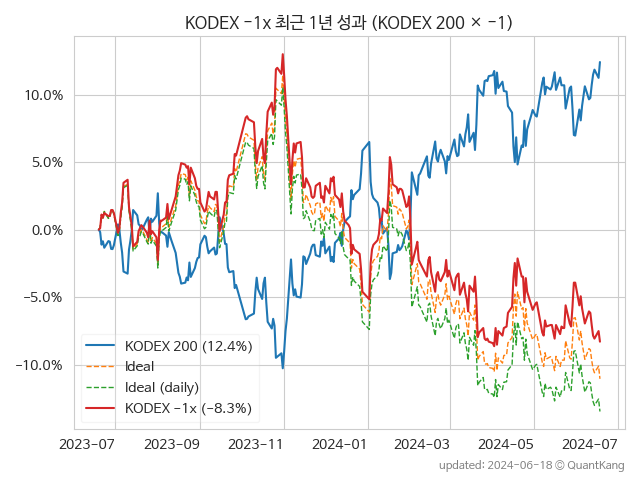 KODEX −1x 최근 1년 성과 (KODEX 200 × −1)
10.0%
5.0%
0.0%
−5.0%
−10.0%
KODEX 200 (12.4%)
Ideal
Ideal (daily)
KODEX −1x (−8.3%)
2023-07 2023-09 2023-11 2024-01 2024-03 2024-05 2024-07
updated: 2024-06-18 © QuantKang